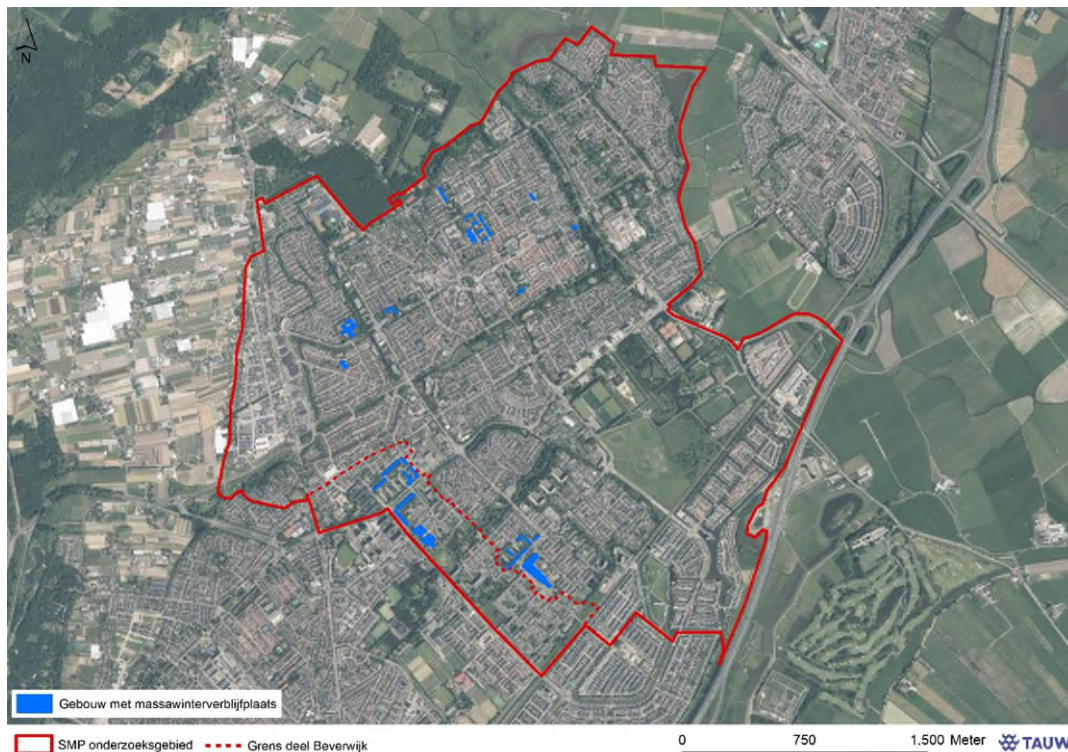 N
Gebouw met massawinterverblijfplaats
SMP onderzoeksgebied Grens deel Beverwijk 0 750 1.500 Meter TAUW